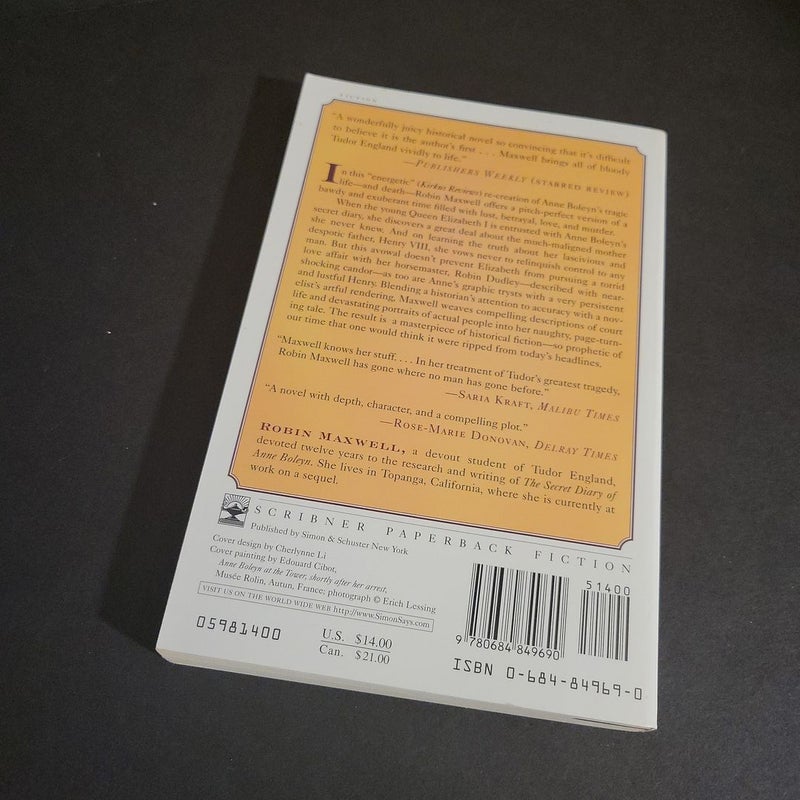 FICTION
"A wonderfully juicy historical novel so convincing that it's difficult
to believe it is the author's first . . . Maxwell brings all of bloody
Tudor England vividly to life."
—PUBLISHERS WEEKLY (STARRED REVIEW)
In this "energetic" (Kirkus Reviews) re-creation of Anne Boleyn's tragic
life—and death—Robin Maxwell offers a pitch-perfect version of a
bawdy and exuberant time filled with lust, betrayal, love, and murder.
When the young Queen Elizabeth I is entrusted with Anne Boleyn's
secret diary, she discovers a great deal about the much-maligned mother
she never knew. And on learning the truth about her lascivious and
despotic father, Henry VIII, she vows never to relinquish control to any
man. But this avowal doesn't prevent Elizabeth from pursuing a torrid
love affair with her horsemaster, Robin Dudley—described with near-
shocking candor—as too are Anne's graphic trysts with a very persistent
and lustful Henry. Blending a historian's attention to accuracy with a nov-
elist's artful rendering, Maxwell weaves compelling descriptions of court
life and devastating portraits of actual people into her naughty, page-turn-
ing tale. The result is a masterpiece of historical fiction—so prophetic of
our time that one would think it were ripped from today's headlines.
"Maxwell knows her stuff. . . . In her treatment of Tudor's greatest tragedy,
Robin Maxwell has gone where no man has gone before."
—SARIA KRAFT, MALIBU TIMES
"A novel with depth, character, and a compelling plot."
—ROSE-MARIE DONOVAN, DELRAY TIMES
ROBIN MAXWELL, a devout student of Tudor England,
devoted twelve years to the research and writing of The Secret Diary of
Anne Boleyn. She lives in Topanga, California, where she is currently at
work on a sequel.
SCRIBNER PAPERBACK FICTION
Published by Simon & Schuster New York
Cover design by Cherlynne Li
Cover painting by Edouard Cibot,
Anne Boleyn at the Tower, shortly after her arrest,
Musée Rolin, Autun, France; photograph © Erich Lessing
VISIT US ON THE WORLD WIDE WEB http://www.SimonSays.com
05981400
U.S. $14.00
Can. $21.00
51400
9 780684 849690
ISBN 0-684-84969-0